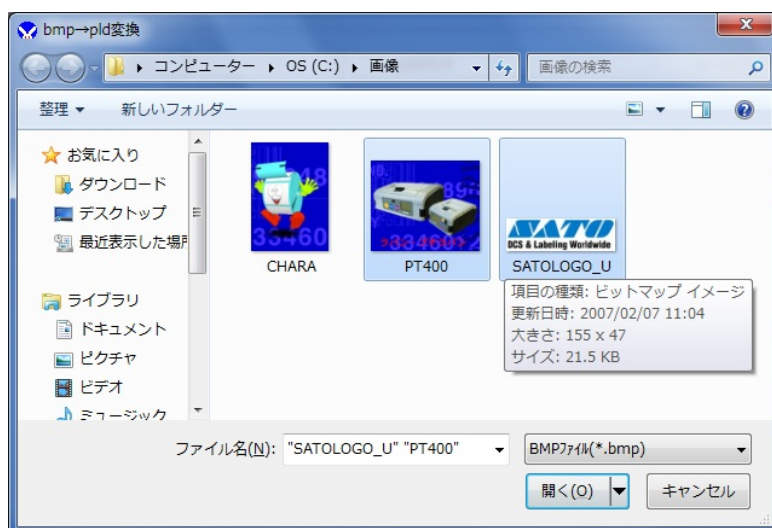 bmp→pld変換
コンピューター ▸ OS (C:) ▸ 画像
画像の検索
整理
新しいフォルダー
お気に入り
ダウンロード
デスクトップ
最近表示した場所
ライブラリ
ドキュメント
ピクチャ
ビデオ
ミュージック
33460
CHARA
PT400
SATO
DCS & Labeling Worldwide
SATOLOGO_U
項目の種類: ビットマップ イメージ
更新日時: 2007/02/07 11:04
大きさ: 155 x 47
サイズ: 21.5 KB
ファイル名(N): "SATOLOGO_U" "PT400"
BMPファイル(*.bmp)
開く(O)
キャンセル